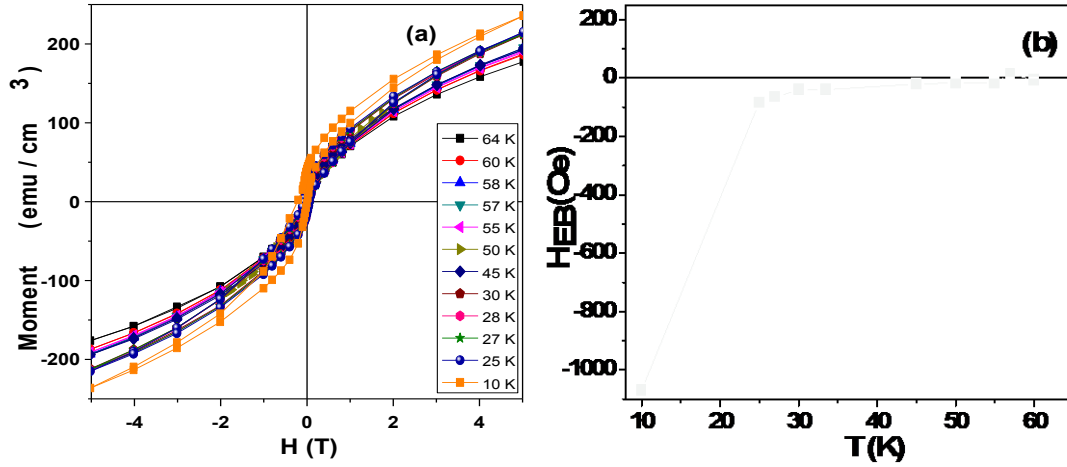 (a)
Moment (emu / cm 3)
200
100
0
-100
-200
-4
-2
0
2
4
H (T)
64 K
60 K
58 K
57 K
55 K
50 K
45 K
30 K
28 K
27 K
25 K
10 K
(b)
HEB(Oe)
200
0
-200
-400
-600
-800
-1000
10
20
30
40
50
60
T(K)